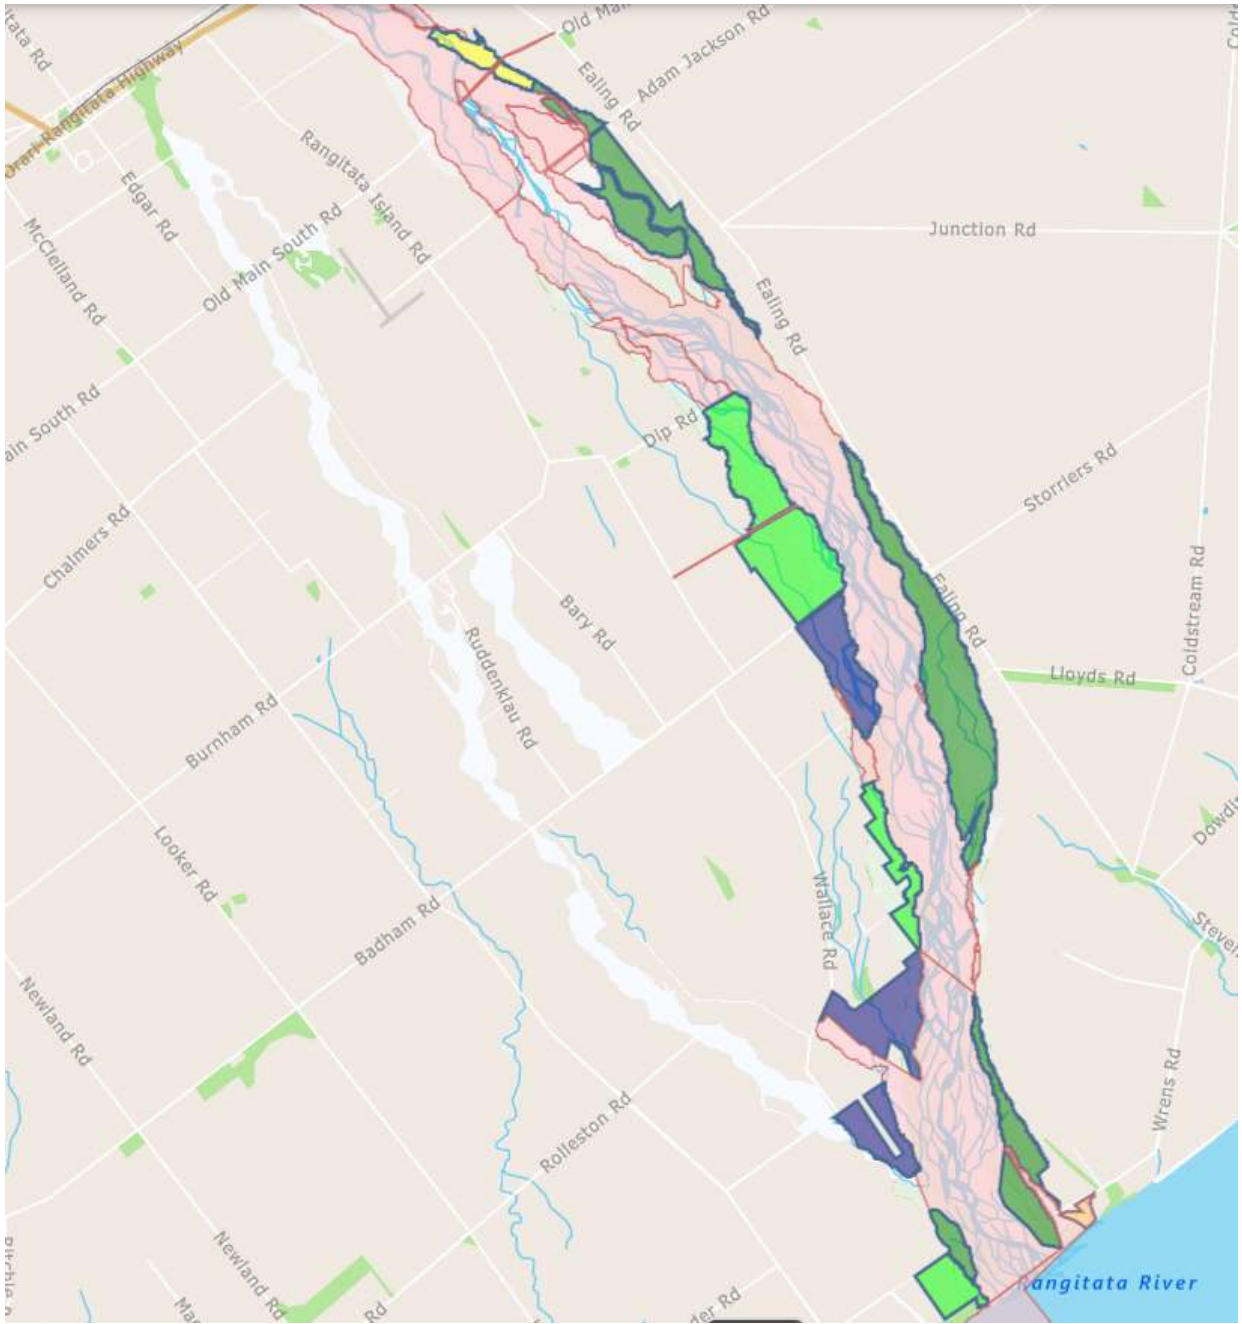 Old Main
Adam Jackson Rd
Ealing Rd
Orari Rangitata Highway
Rangitata Island Rd
Edgar Rd
McClelland Rd
Old Main South Rd
Junction Rd
Ealing Rd
ain South Rd
Dip Rd
Storriers Rd
Chalmers Rd
Ealing Rd
Coldstream Rd
Bary Rd
Ruddenklau Rd
Lloyds Rd
Burnham Rd
Looker Rd
Wallace Rd
Badham Rd
Newland Rd
Wrens Rd
Rolleston Rd
Newland Rd
Rd
Rangitata River